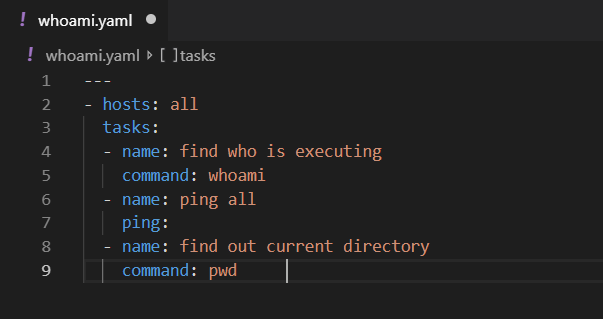 ! whoami.yaml ●
! whoami.yaml > [ ] tasks
1 ---
2 - hosts: all
3   tasks:
4   - name: find who is executing
5     command: whoami
6   - name: ping all
7     ping:
8   - name: find out current directory
9     command: pwd